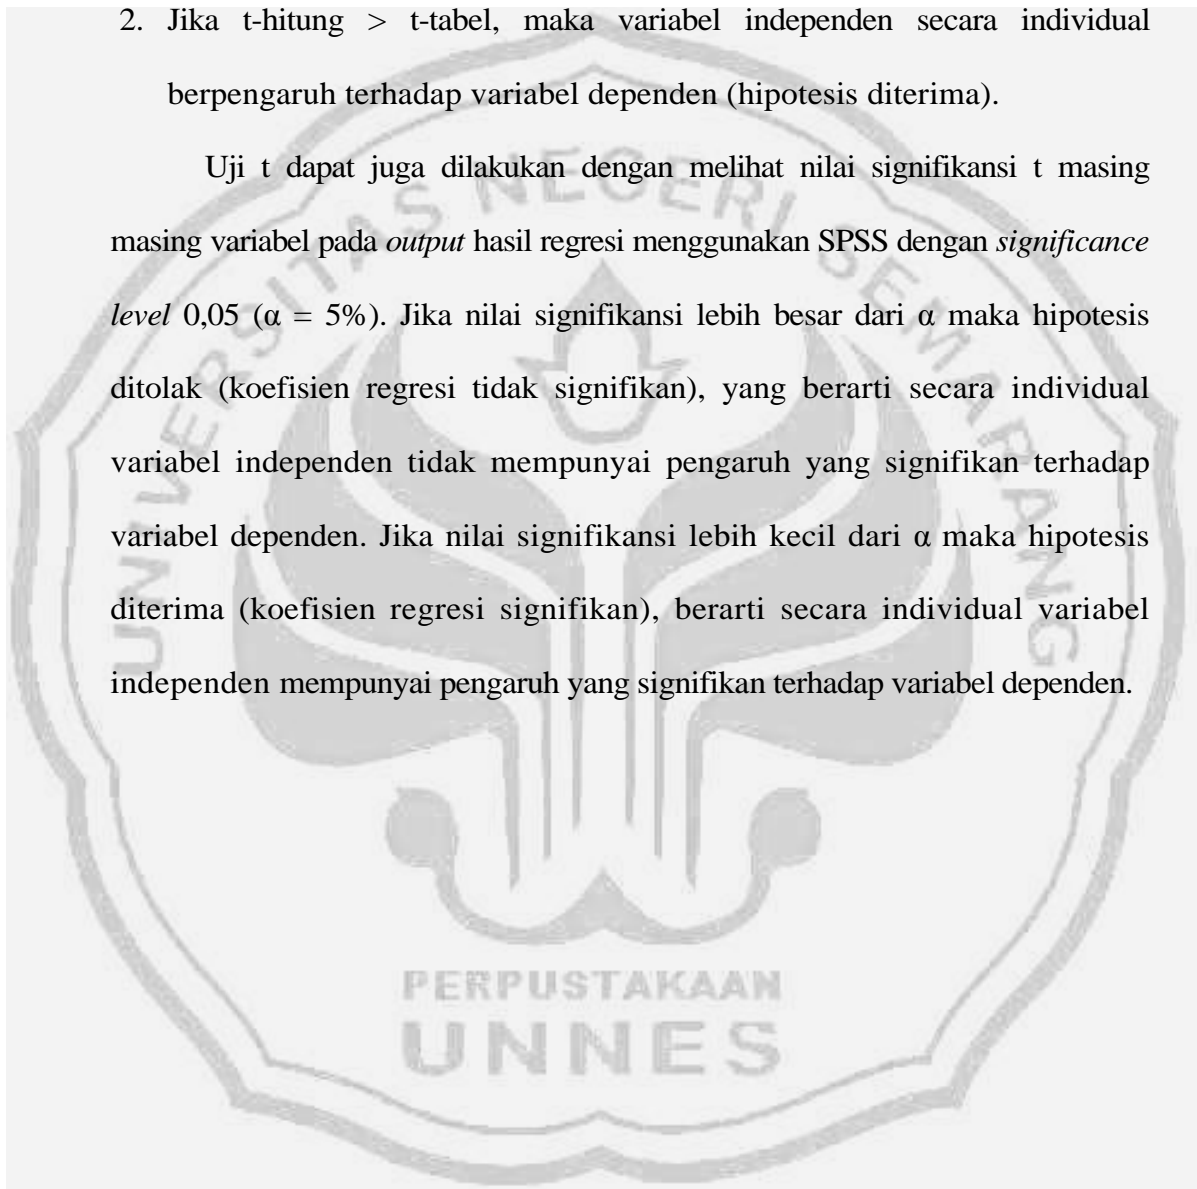 2. Jika t-hitung > t-tabel, maka variabel independen secara individual
berpengaruh terhadap variabel dependen (hipotesis diterima).
Uji t dapat juga dilakukan dengan melihat nilai signifikansi t masing
masing variabel pada output hasil regresi menggunakan SPSS dengan significance
level 0,05 (α = 5%). Jika nilai signifikansi lebih besar dari α maka hipotesis
ditolak (koefisien regresi tidak signifikan), yang berarti secara individual
variabel independen tidak mempunyai pengaruh yang signifikan terhadap
variabel dependen. Jika nilai signifikansi lebih kecil dari α maka hipotesis
diterima (koefisien regresi signifikan), berarti secara individual variabel
independen mempunyai pengaruh yang signifikan terhadap variabel dependen.
UNIVERSITAS NEGERI SEMARANG
PERPUSTAKAAN
UNNES